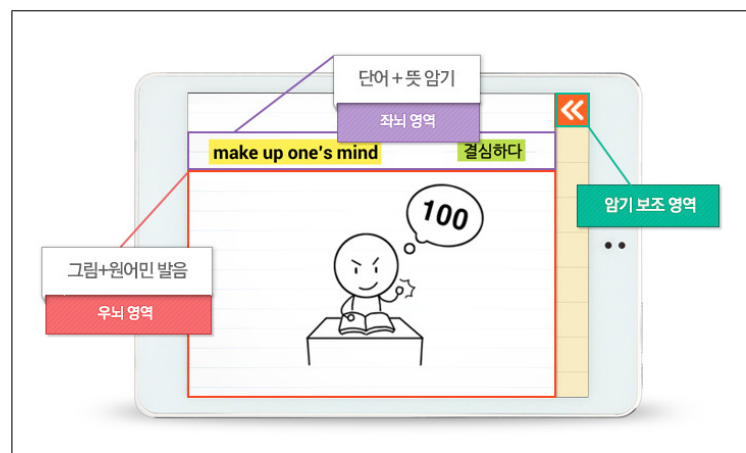 단어 + 뜻 암기
좌뇌 영역
make up one's mind 결심하다
100
암기 보조 영역
그림+원어민 발음
우뇌 영역